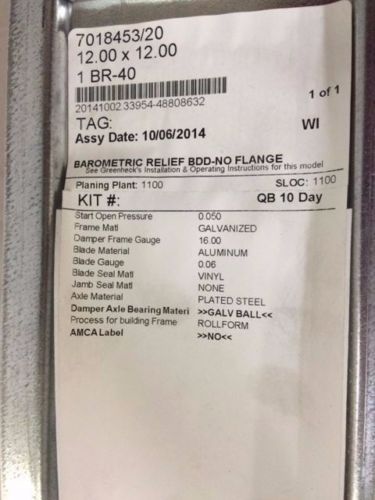 7018453/20
12.00 x 12.00
1 BR-40
20141002 33954-48808632
1 of 1
TAG:
WI
Assy Date: 10/06/2014
BAROMETRIC RELIEF BDD-NO FLANGE
See Greenheck's Installation & Operating Instructions for this model
Planing Plant: 1100 SLOC: 1100
KIT #: QB 10 Day
Start Open Pressure 0.050
Frame Matl GALVANIZED
Damper Frame Gauge 16.00
Blade Material ALUMINUM
Blade Gauge 0.06
Blade Seal Matl VINYL
Jamb Seal Matl NONE
Axle Material PLATED STEEL
Damper Axle Bearing Materi >>GALV BALL<<
Process for building Frame ROLLFORM
AMCA Label >>NO<<